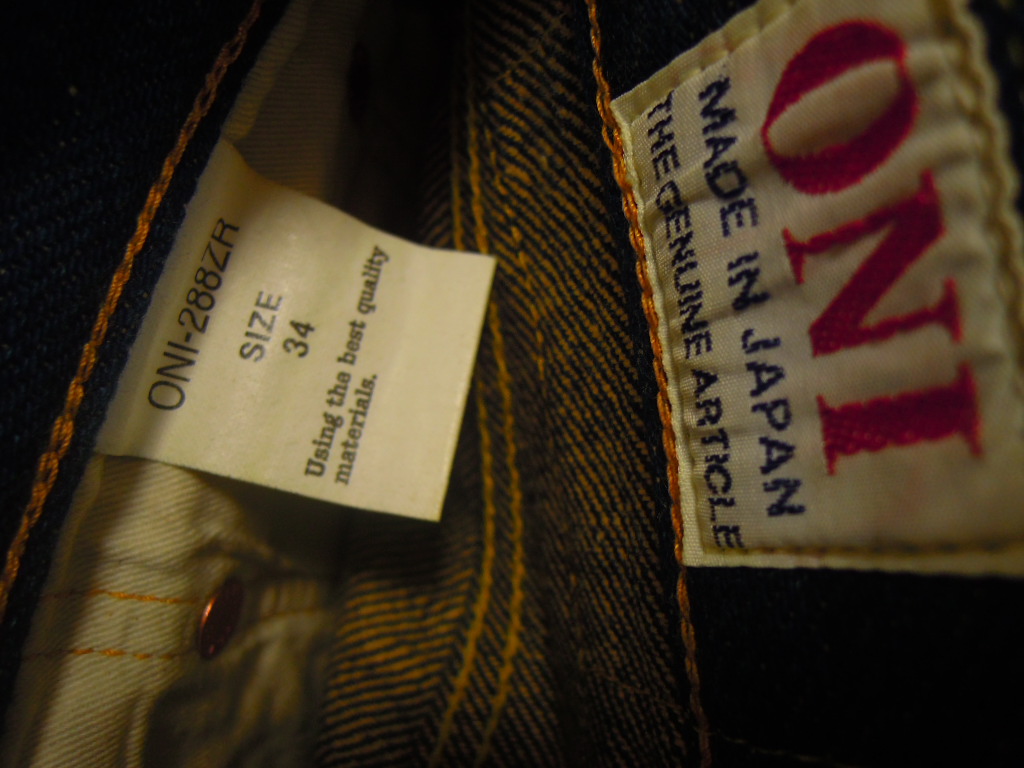 ONI-288ZR
SIZE
34
Using the best quality
materials.
ONI
MADE IN JAPAN
THE GENUINE ARTICLE